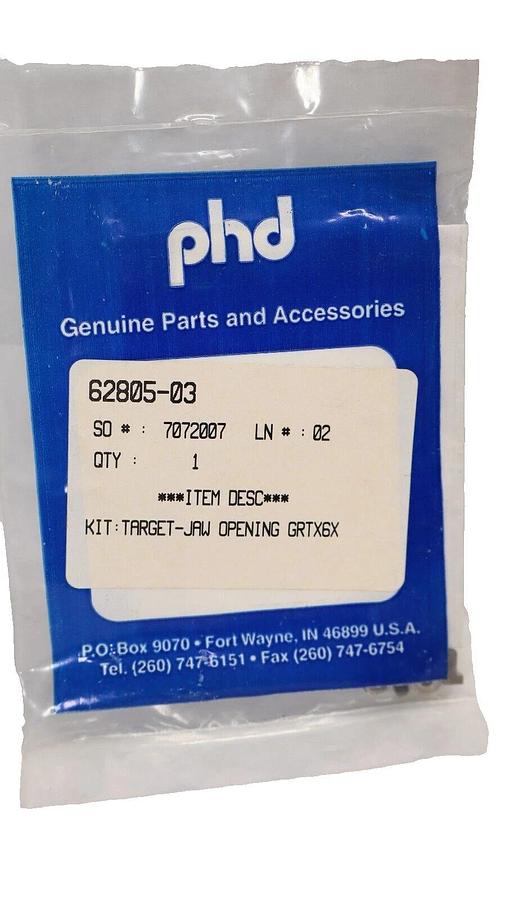 phd
Genuine Parts and Accessories
62805-03
SO # : 7072007 LN # : 02
QTY : 1
***ITEM DESC***
KIT:TARGET-JAW OPENING GRTX6X
P.O. Box 9070 • Fort Wayne, IN 46899 U.S.A.
Tel. (260) 747-6151 • Fax (260) 747-6754